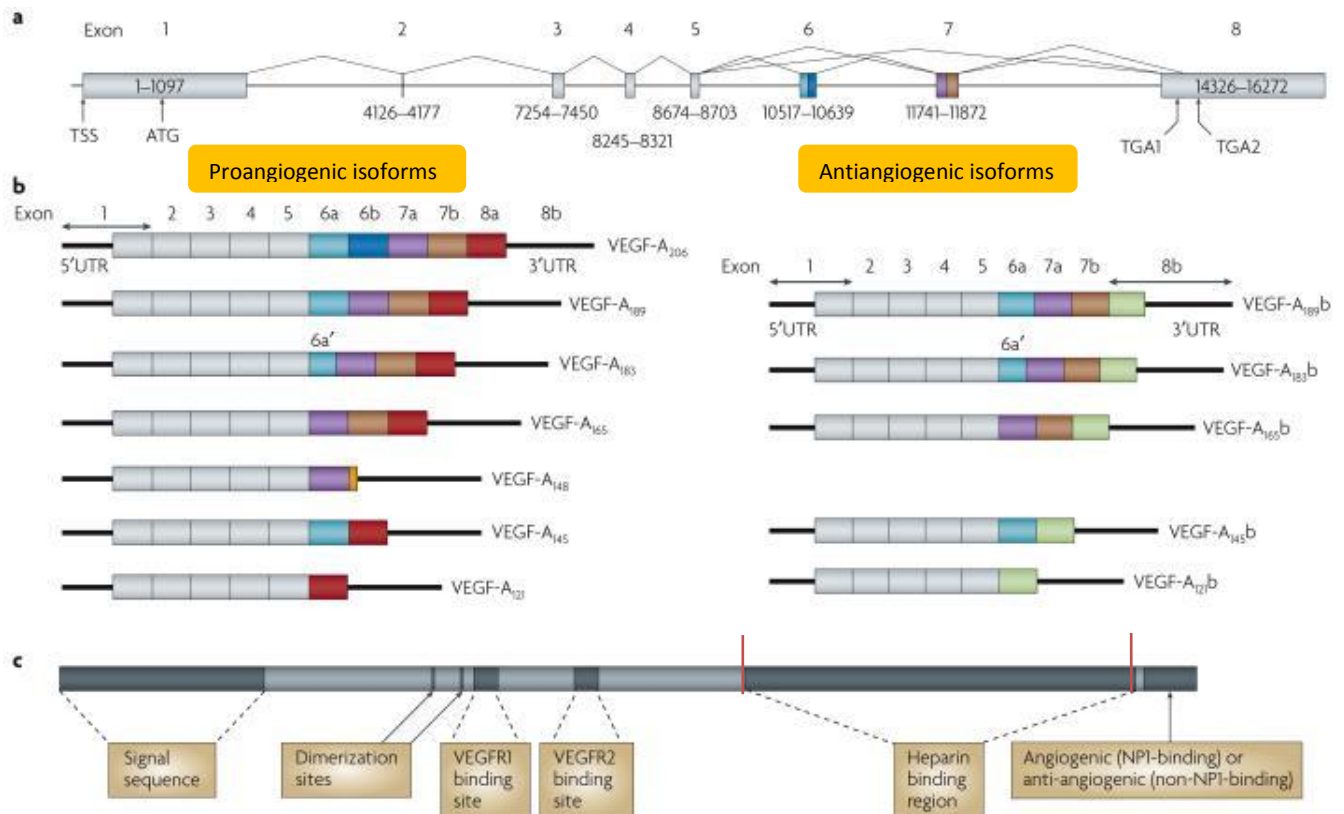 a
Exon 1 2 3 4 5 6 7 8
1–1097
14326–16272
4126–4177
7254–7450
8674–8703
10517–10639
11741–11872
8245–8321
TSS
ATG
TGA1
TGA2
Proangiogenic isoforms
Antiangiogenic isoforms
b
Exon 1 2 3 4 5 6a 6b 7a 7b 8a 8b
5′UTR
3′UTR
VEGF-A206
VEGF-A189
6a′
VEGF-A183
VEGF-A165
VEGF-A148
VEGF-A145
VEGF-A121
Exon 1 2 3 4 5 6a 7a 7b 8b
5′UTR
3′UTR
VEGF-A189b
6a′
VEGF-A183b
VEGF-A165b
VEGF-A145b
VEGF-A121b
c
Signal
sequence
Dimerization
sites
VEGFR1
binding
site
VEGFR2
binding
site
Heparin
binding
region
Angiogenic (NP1-binding) or
anti-angiogenic (non-NP1-binding)